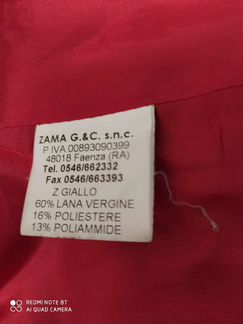 ZAMA G.&C. s.n.c.
P.IVA 00893090399
48018 Faenza (RA)
Tel. 0546/662332
Fax 0546/663393
Z GIALLO
60% LANA VERGINE
16% POLIESTERE
13% POLIAMMIDE
REDMI NOTE 8T
AI QUAD CAMERA